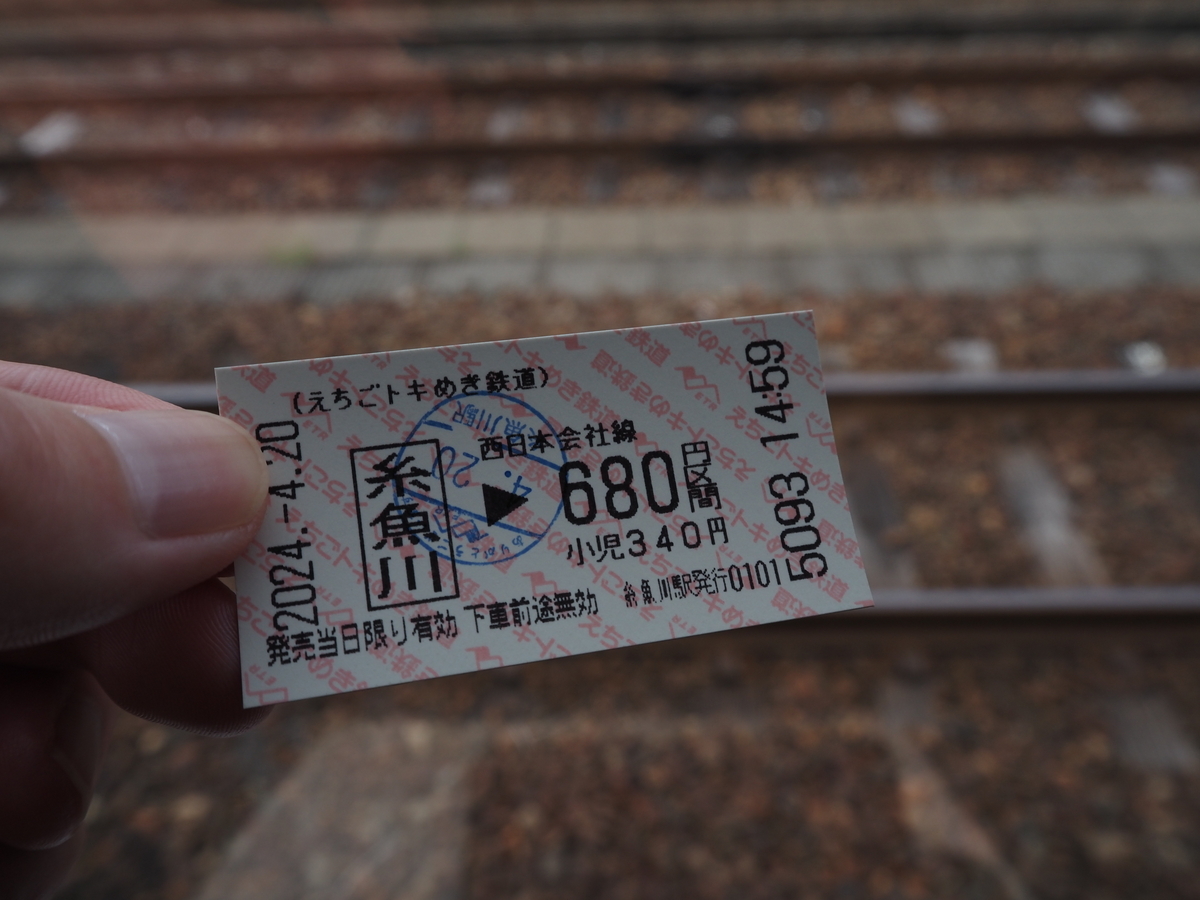 (えちごトキめき鉄道)
2024.-4.20
糸魚川
▶
西日本会社線
680円区間
小児340円
5093 14:59
発売当日限り有効 下車前途無効
糸魚川駅発行0101